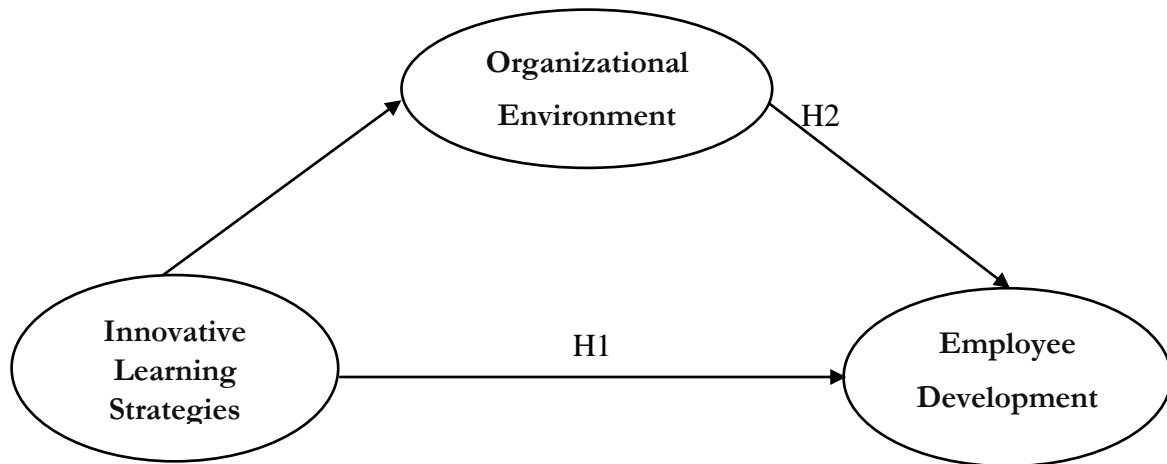 Organizational
Environment
H2
Innovative
Learning
Strategies
H1
Employee
Development